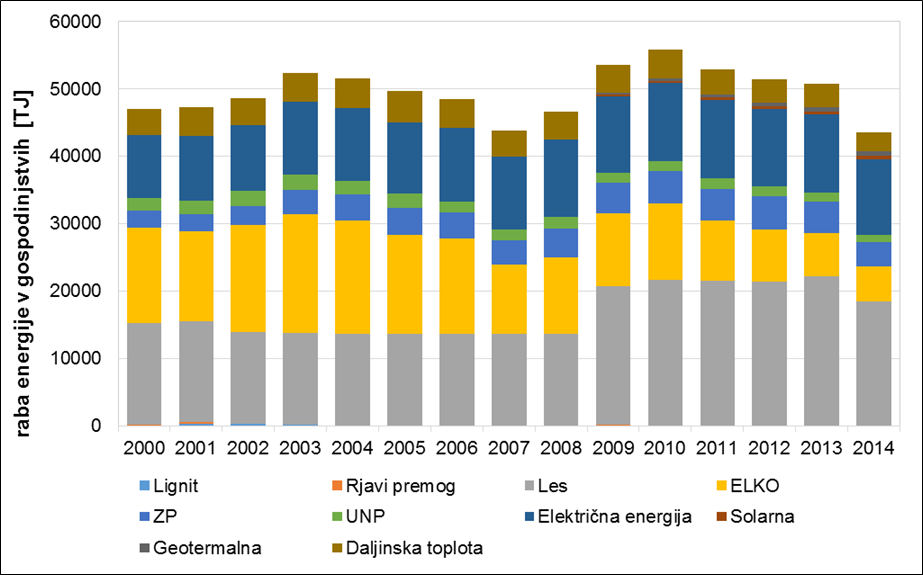 raba energije v gospodinjstvih [TJ]
60000
50000
40000
30000
20000
10000
0
2000 2001 2002 2003 2004 2005 2006 2007 2008 2009 2010 2011 2012 2013 2014
Lignit Rjavi premog Les ELKO
ZP UNP Električna energija Solarna
Geotermalna Daljinska toplota